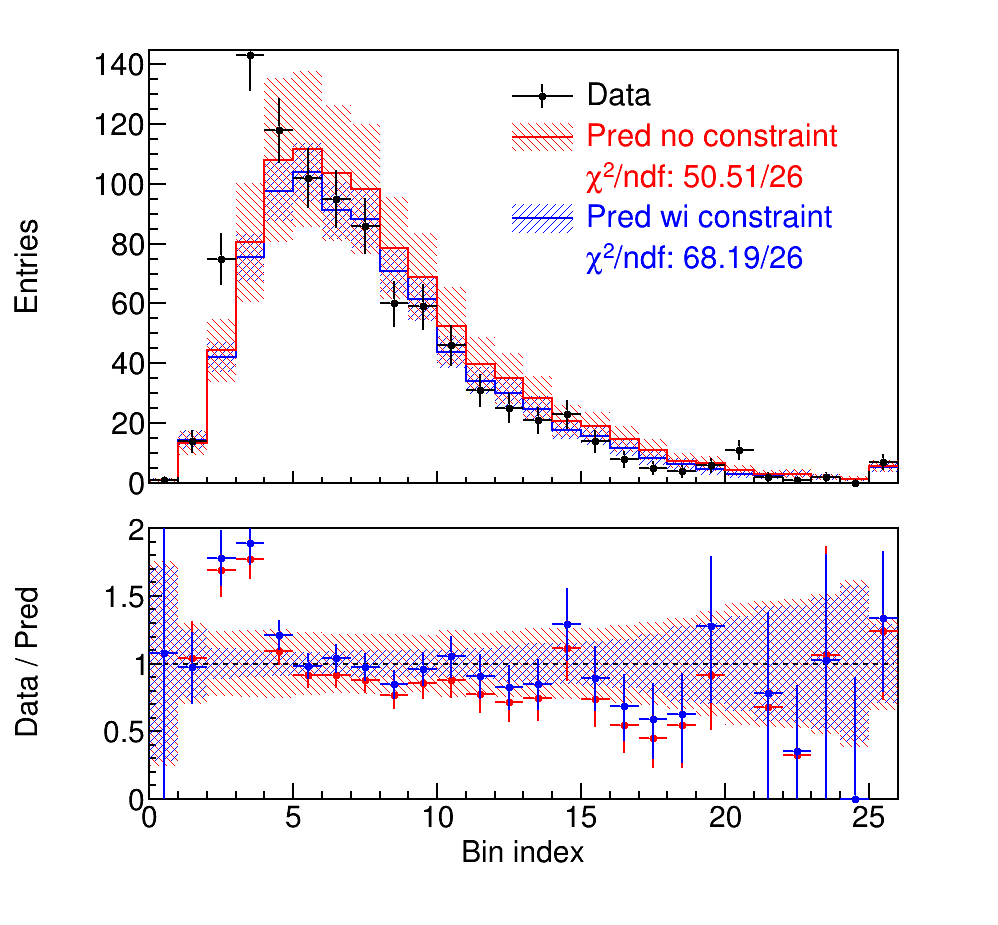 140
120
100
80
60
40
20
0
Entries
Data
Pred no constraint
χ²/ndf: 50.51/26
Pred wi constraint
χ²/ndf: 68.19/26
2
1.5
1
0.5
0
Data / Pred
0 5 10 15 20 25
Bin index